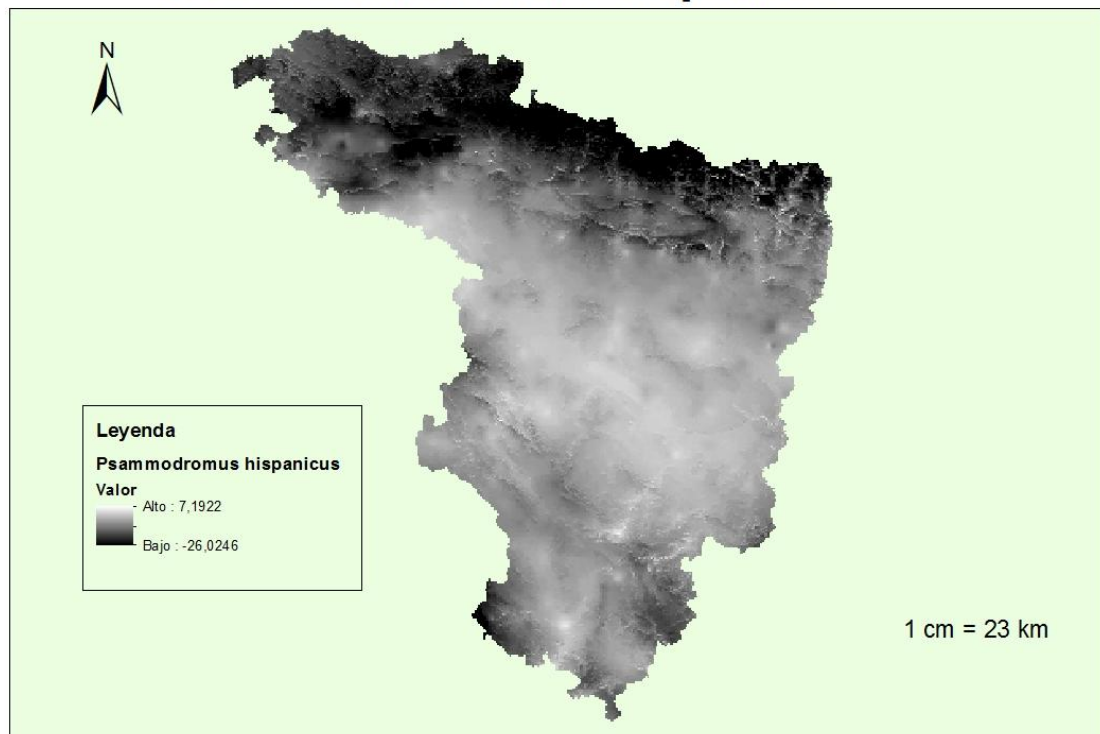 N
Leyenda
Psammodromus hispanicus
Valor
Alto : 7,1922
Bajo : -26,0246
1 cm = 23 km